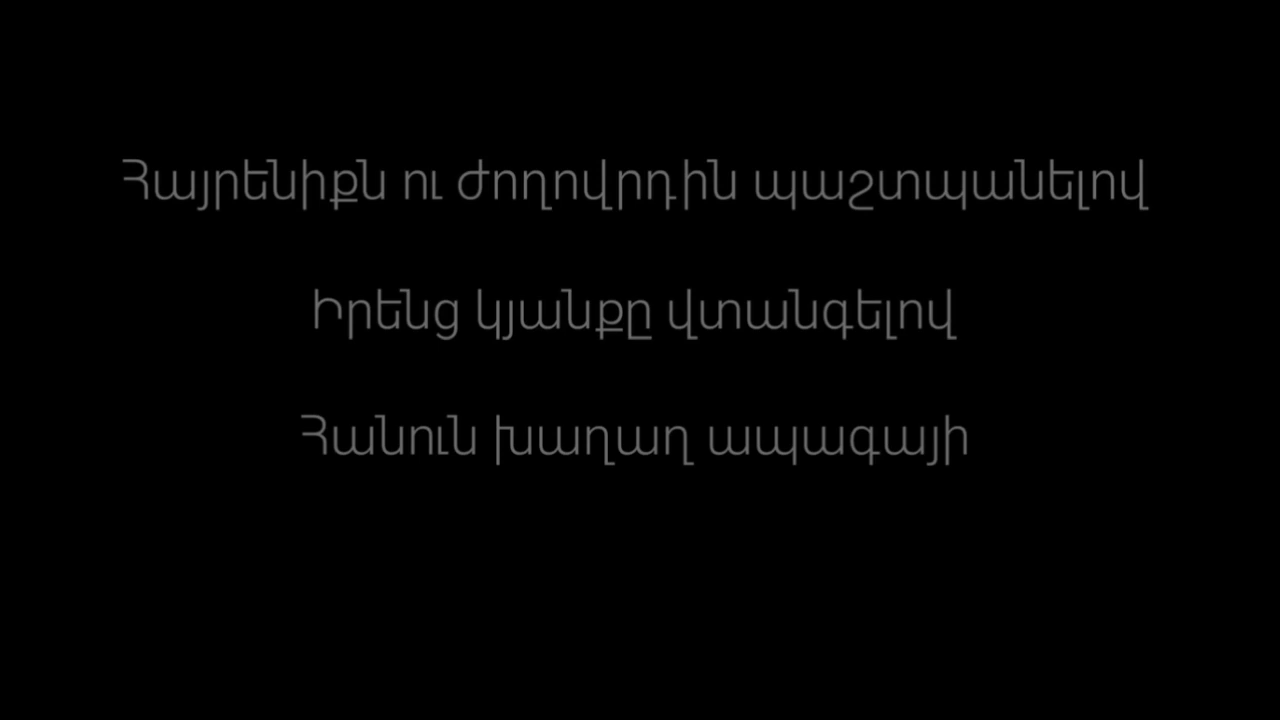 Հայրենիքն ու ժողովրդին պաշտպանելով
Իրենց կյանքը վտանգելով
Հանուն խաղաղ ապագայի